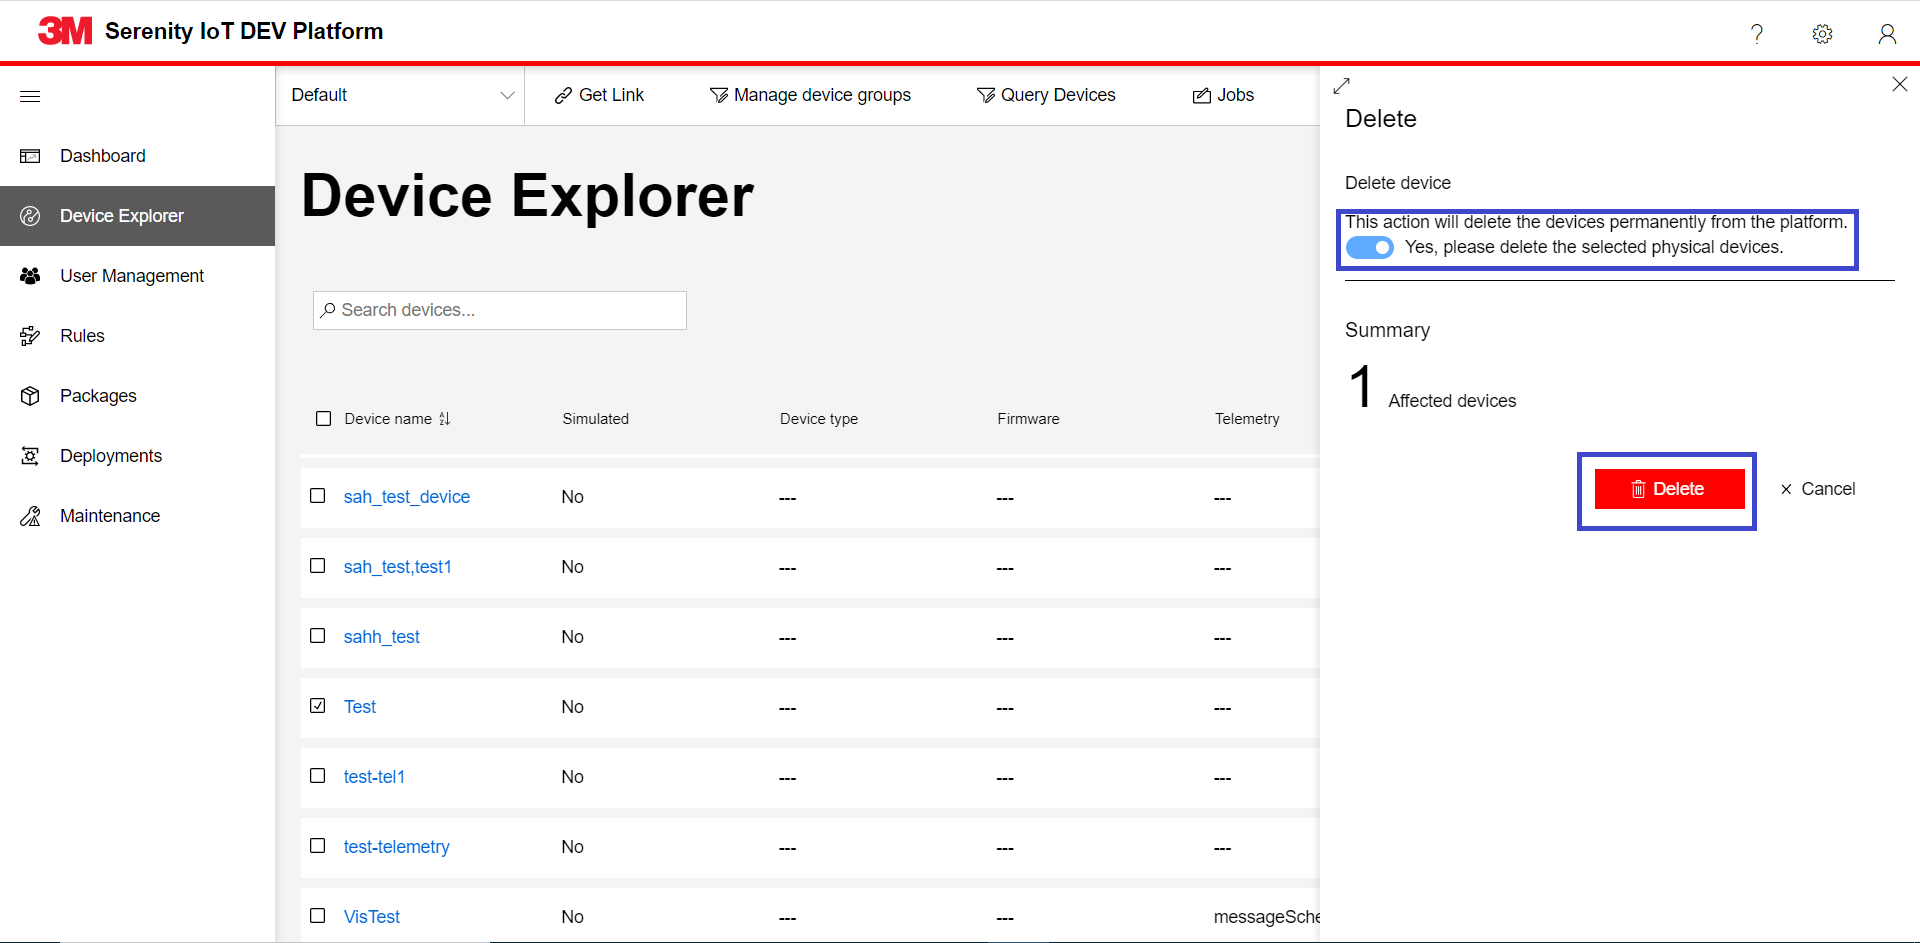 3M Serenity IoT DEV Platform
?
Default
Get Link
Manage device groups
Query Devices
Jobs
Dashboard
Device Explorer
User Management
Rules
Packages
Deployments
Maintenance
Device Explorer
Search devices...
Device name Simulated Device type Firmware Telemetry
sah_test_device No --- --- ---
sah_test,test1 No --- --- ---
sahh_test No --- --- ---
Test No --- --- ---
test-tel1 No --- --- ---
test-telemetry No --- --- ---
VisTest No --- --- messageSche
Delete
Delete device
This action will delete the devices permanently from the platform.
Yes, please delete the selected physical devices.
Summary
1 Affected devices
Delete
Cancel